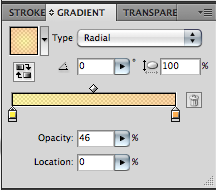 STROKE GRADIENT TRANSPARE
Type Radial
0 ° 100 %
Opacity: 46 %
Location: 0 %